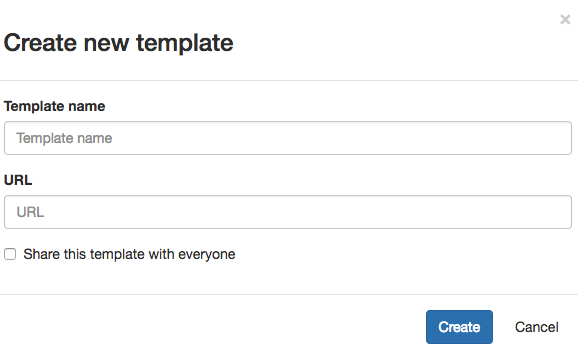 ×
Create new template
Template name
Template name
URL
URL
Share this template with everyone
Create Cancel